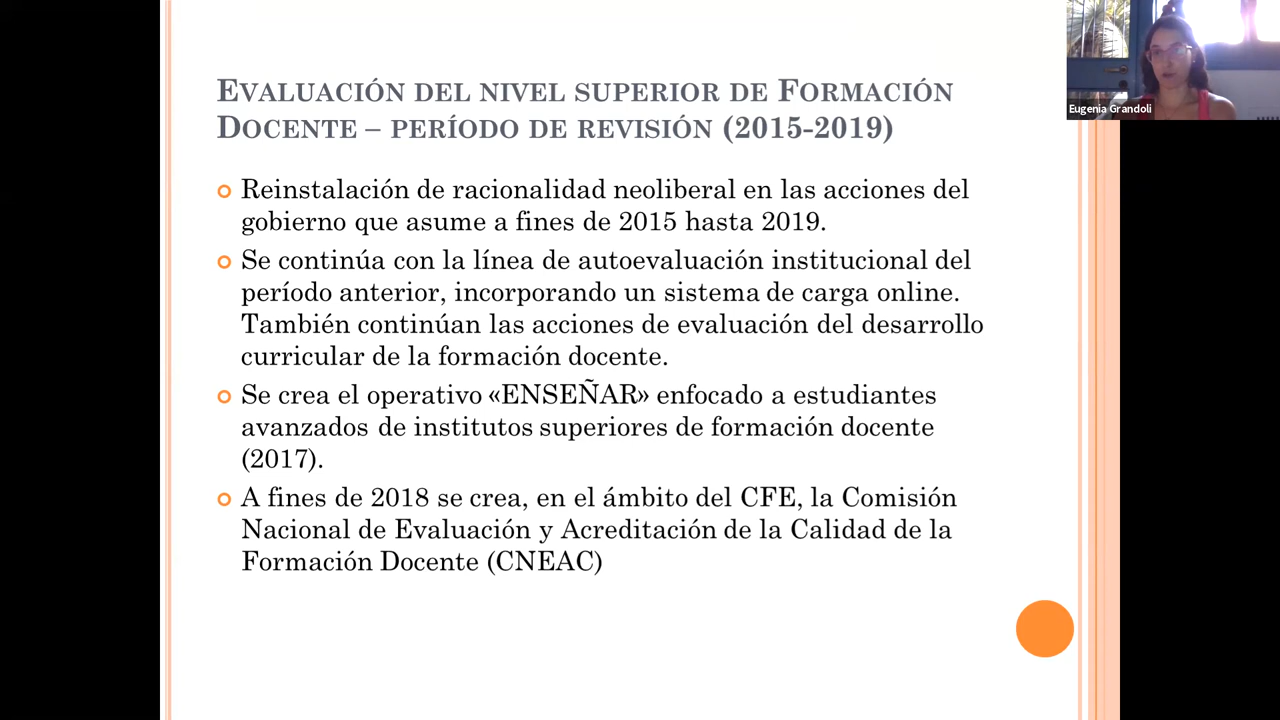 EVALUACIÓN DEL NIVEL SUPERIOR DE FORMACIÓN
DOCENTE – PERÍODO DE REVISIÓN (2015-2019)
Reinstalación de racionalidad neoliberal en las acciones del
gobierno que asume a fines de 2015 hasta 2019.
Se continúa con la línea de autoevaluación institucional del
período anterior, incorporando un sistema de carga online.
También continúan las acciones de evaluación del desarrollo
curricular de la formación docente.
Se crea el operativo «ENSEÑAR» enfocado a estudiantes
avanzados de institutos superiores de formación docente
(2017).
A fines de 2018 se crea, en el ámbito del CFE, la Comisión
Nacional de Evaluación y Acreditación de la Calidad de la
Formación Docente (CNEAC)
Eugenia Grandoli